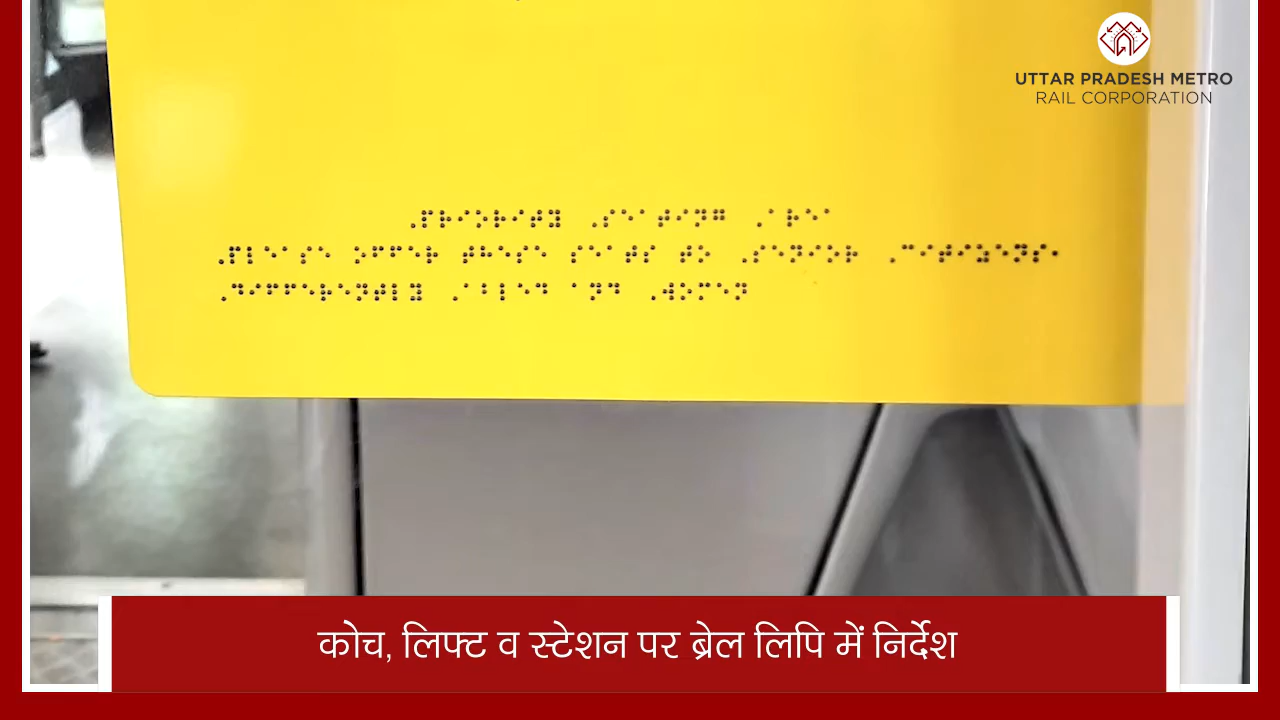 UTTAR PRADESH METRO
RAIL CORPORATION
⠠⠏⠗⠊⠕⠗⠊⠞⠽ ⠠⠎⠑⠁⠞⠊⠝⠛ ⠠⠁⠗⠑⠁
⠠⠏⠇⠑⠁⠎⠑ ⠕⠋⠋⠑⠗ ⠞⠓⠊⠎⠑ ⠎⠑⠁⠞⠎ ⠞⠕ ⠠⠎⠑⠝⠊⠕⠗ ⠠⠉⠊⠞⠊⠵⠑⠝⠎⠂
⠠⠙⠊⠋⠋⠑⠗⠑⠝⠞⠇⠽ ⠠⠁⠃⠇⠑⠙ ⠁⠝⠙ ⠠⠺⠕⠍⠑⠝
कोच, लिफ्ट व स्टेशन पर ब्रेल लिपि में निर्देश